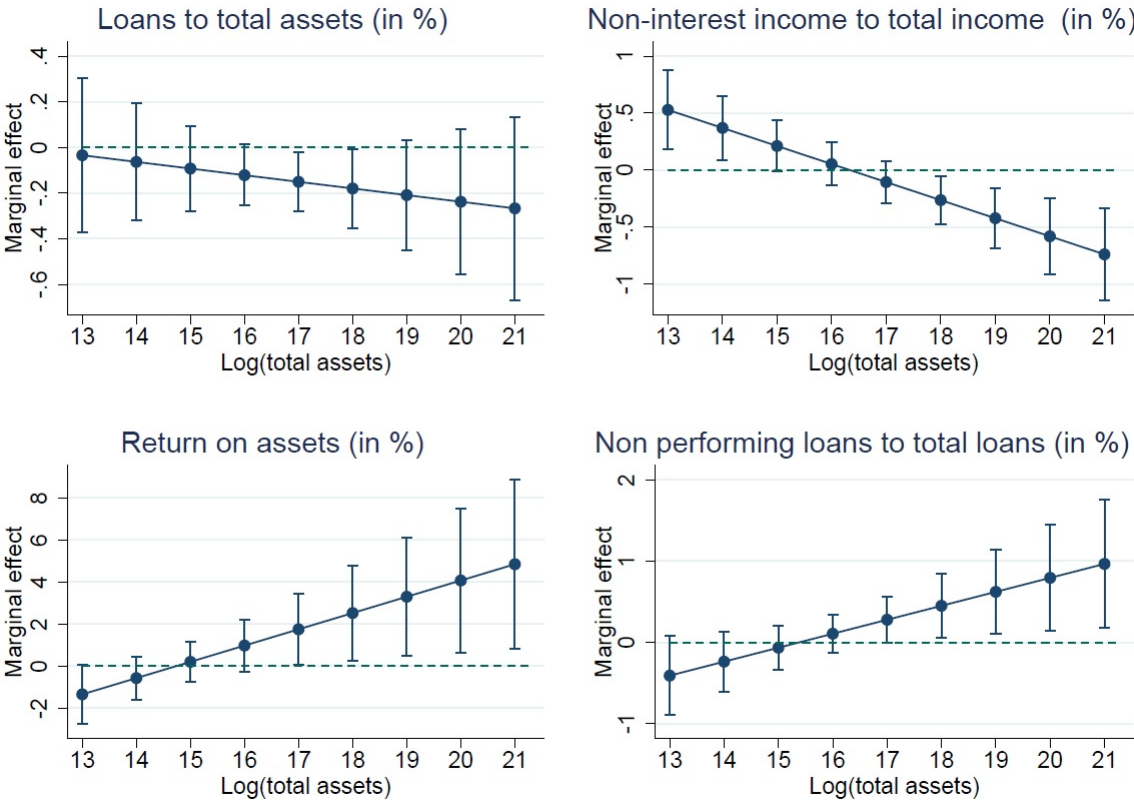 Loans to total assets (in %)
Marginal effect
.4
.2
0
-.2
-.4
-.6
13 14 15 16 17 18 19 20 21
Log(total assets)
Non-interest income to total income (in %)
Marginal effect
1
.5
0
-.5
-1
13 14 15 16 17 18 19 20 21
Log(total assets)
Return on assets (in %)
Marginal effect
8
6
4
2
0
-2
13 14 15 16 17 18 19 20 21
Log(total assets)
Non performing loans to total loans (in %)
Marginal effect
2
1
0
-1
13 14 15 16 17 18 19 20 21
Log(total assets)